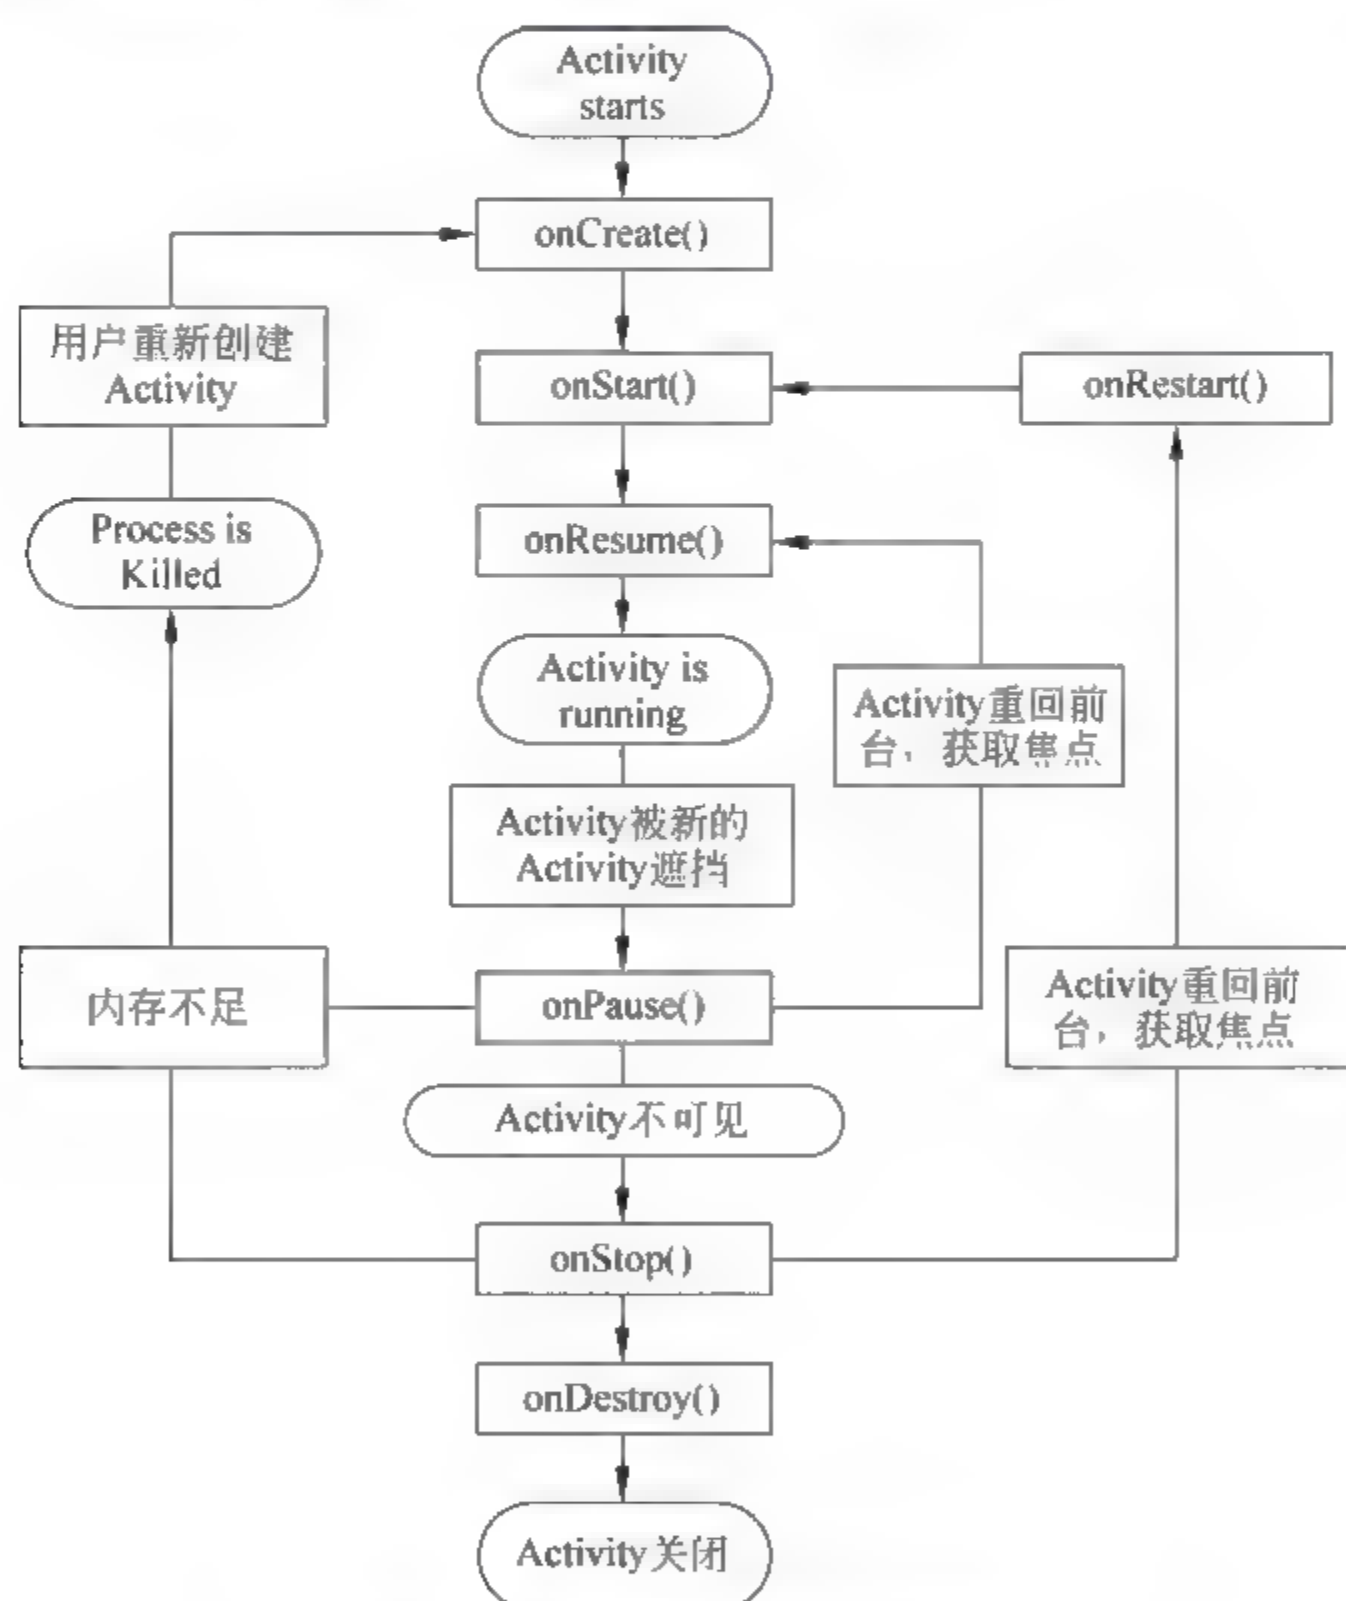 Activity
starts
onCreate()
用户重新创建
Activity
onStart()
onRestart()
Process is
Killed
onResume()
Activity is
running
Activity重回前
台，获取焦点
Activity被新的
Activity遮挡
内存不足
onPause()
Activity重回前
台，获取焦点
Activity不可见
onStop()
onDestroy()
Activity关闭